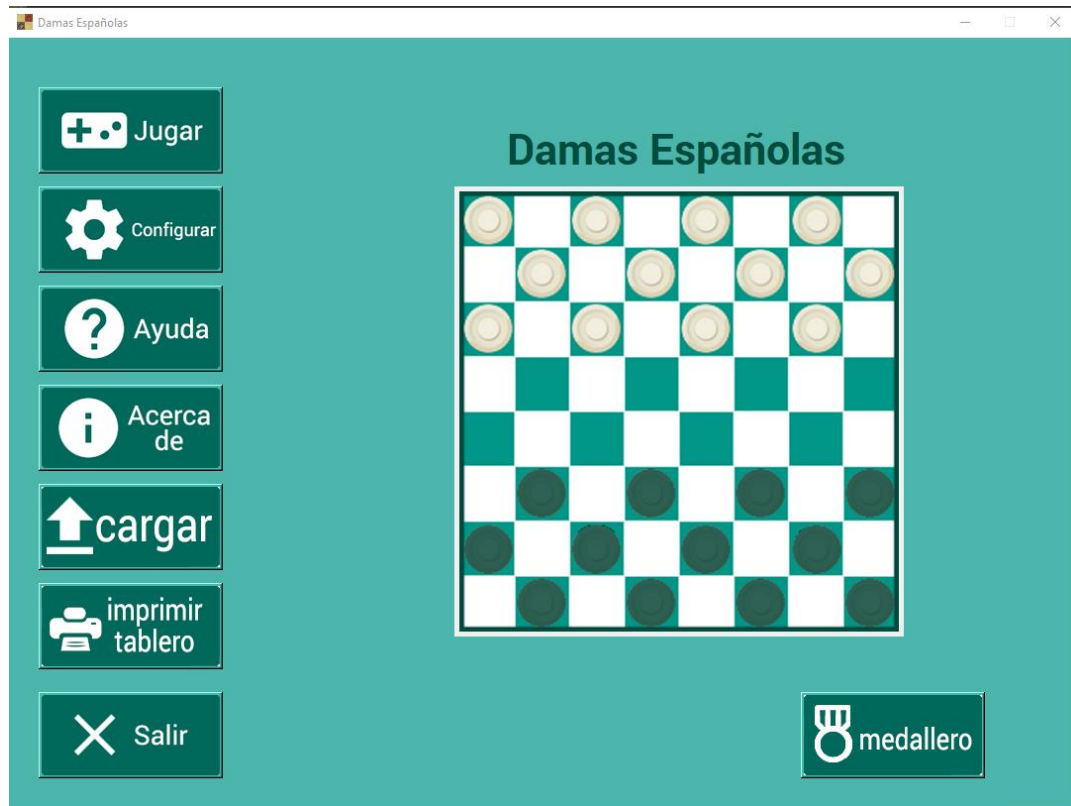 Damas Españolas
Jugar
Configurar
Ayuda
Acerca
de
cargar
imprimir
tablero
Salir
Damas Españolas
medallero